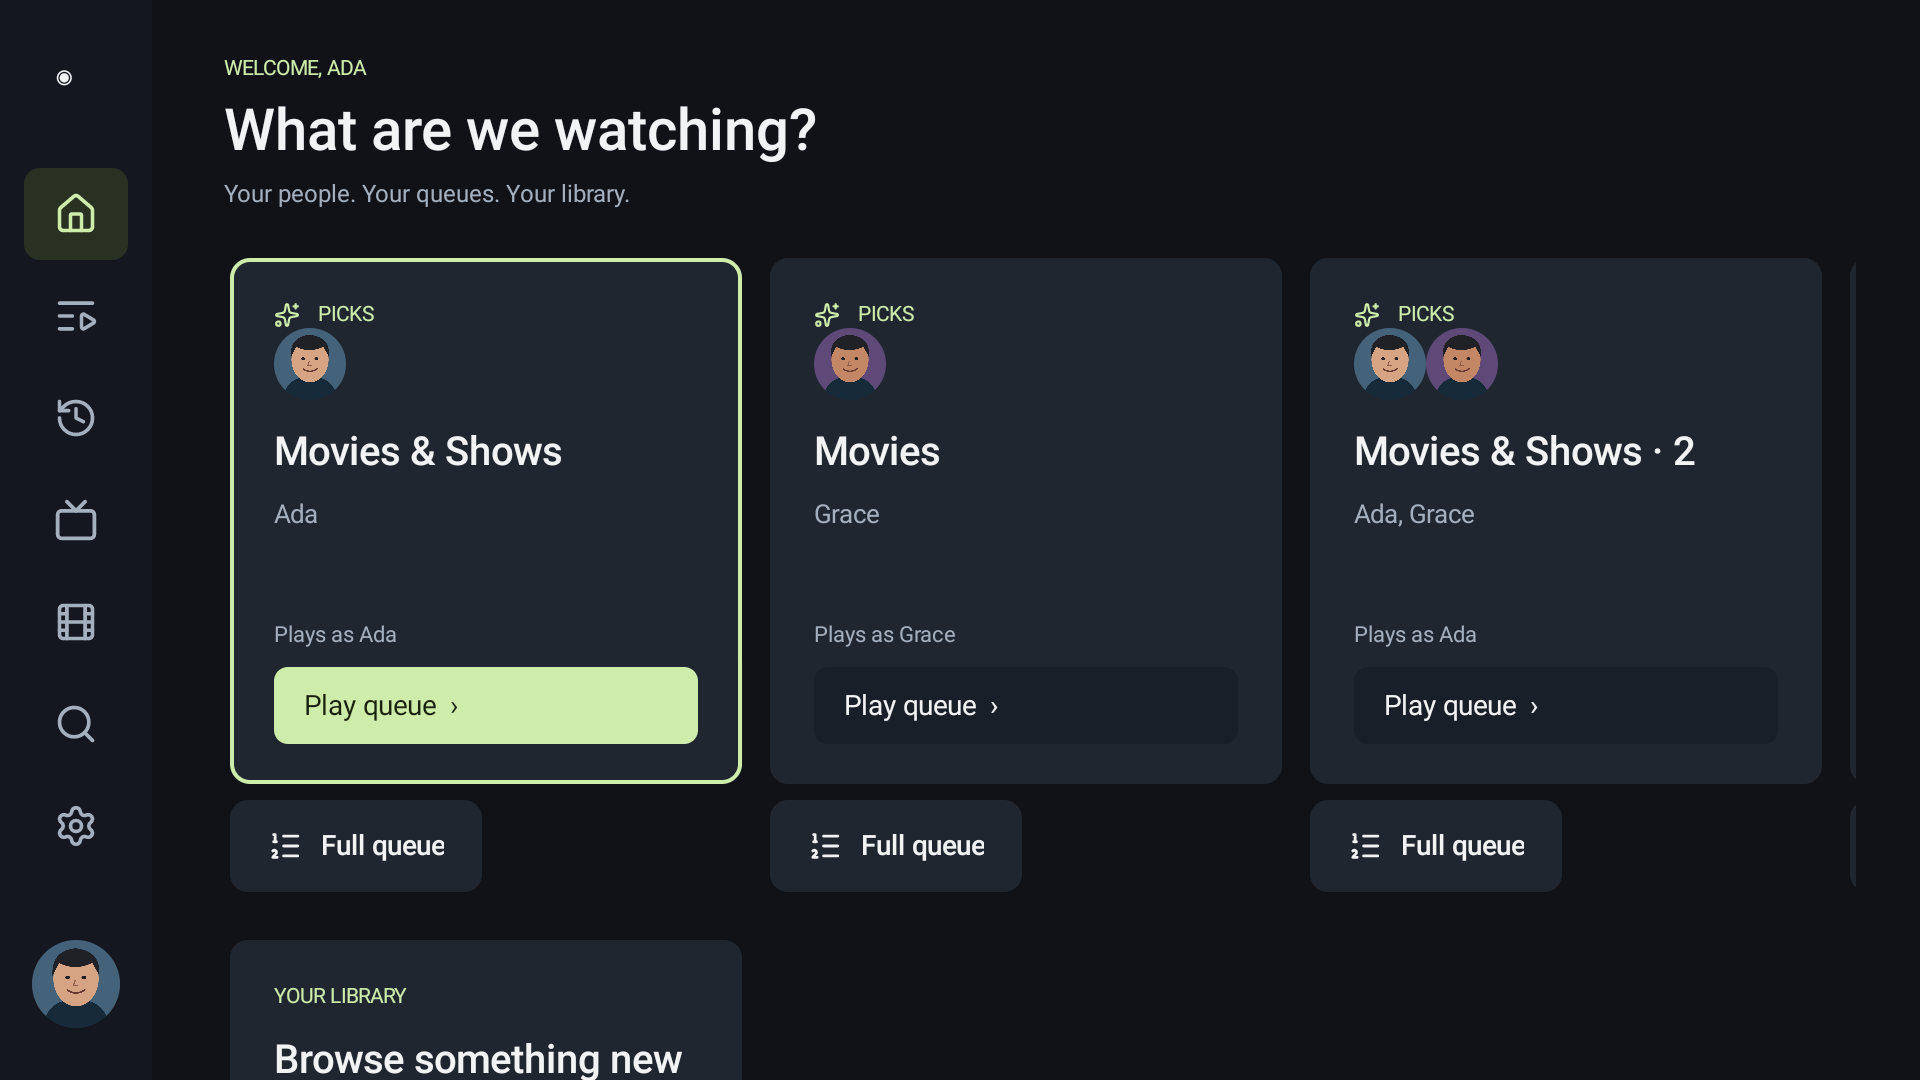 WELCOME, ADA
What are we watching?
Your people. Your queues. Your library.
PICKS
Movies & Shows
Ada
Plays as Ada
Play queue ›
Full queue
PICKS
Movies
Grace
Plays as Grace
Play queue ›
Full queue
PICKS
Movies & Shows · 2
Ada, Grace
Plays as Ada
Play queue ›
Full queue
YOUR LIBRARY
Browse something new